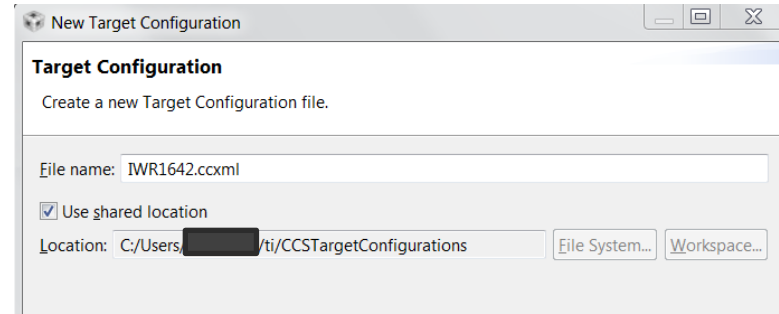 New Target Configuration
Target Configuration
Create a new Target Configuration file.
File name: IWR1642.ccxml
Use shared location
Location: C:/Users/ /ti/CCSTargetConfigurations File System... Workspace...